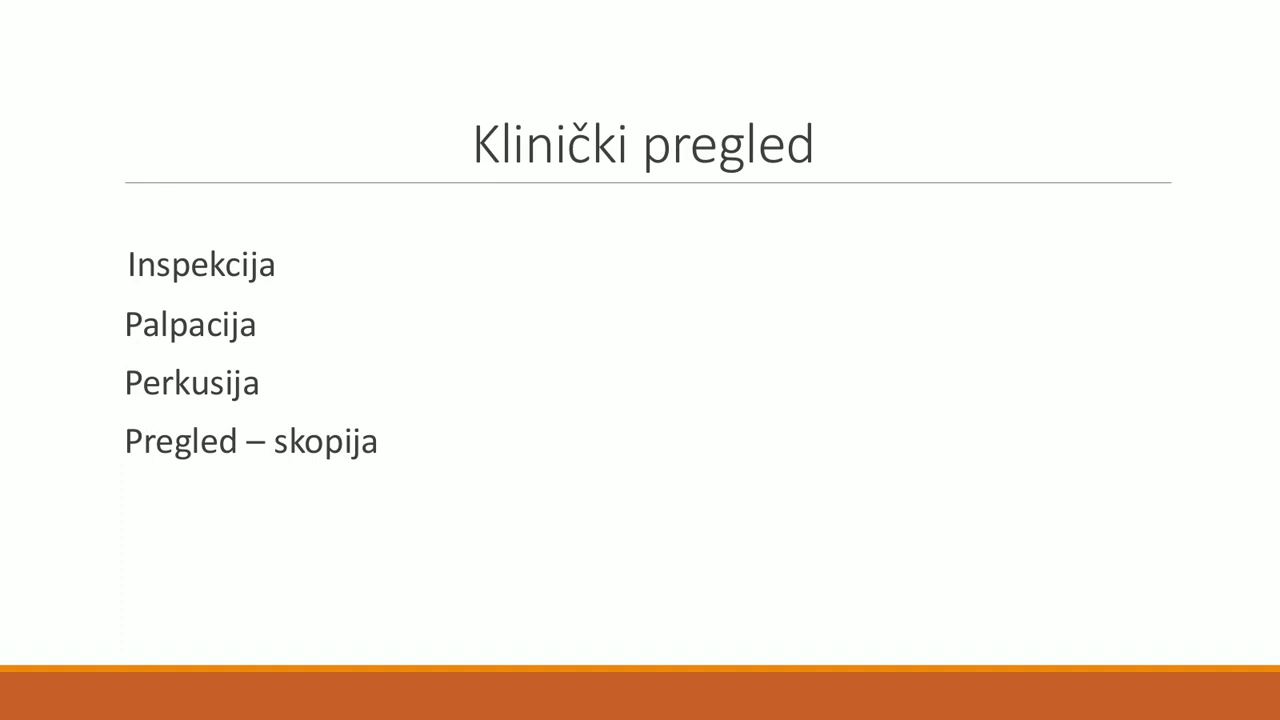 Klinički pregled
Inspekcija
Palpacija
Perkusija
Pregled – skopija